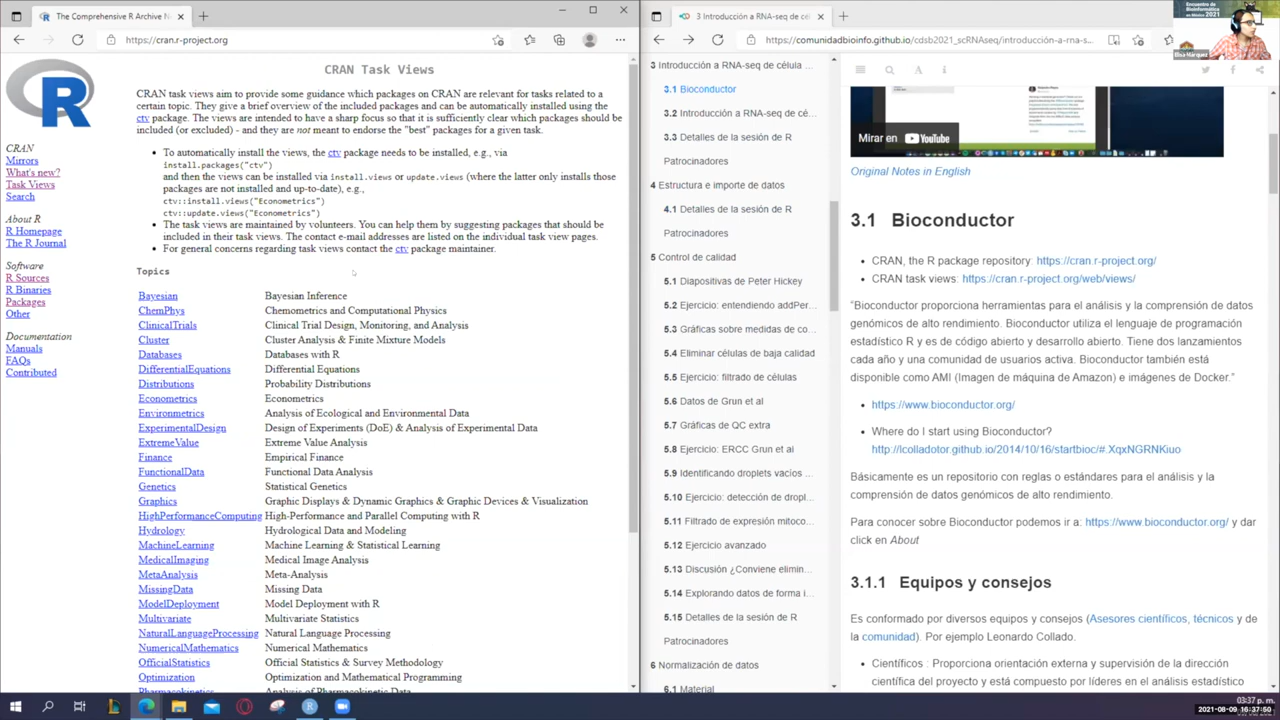 The Comprehensive R Archive N
https://cran.r-project.org
CRAN
Mirrors
What's new?
Task Views
Search
About R
R Homepage
The R Journal
Software
R Sources
R Binaries
Packages
Other
Documentation
Manuals
FAQs
Contributed
CRAN Task Views
CRAN task views aim to provide some guidance which packages on CRAN are relevant for tasks related to a
certain topic. They give a brief overview of the included packages and can be automatically installed using the
ctv package. The views are intended to have a sharp focus so that it is sufficiently clear which packages should be
included (or excluded) - and they are not meant to endorse the "best" packages for a given task.
• To automatically install the views, the ctv package needs to be installed, e.g., via
install.packages("ctv")
and then the views can be installed via install.views or update.views (where the latter only installs those
packages are not installed and up-to-date), e.g.,
ctv::install.views("Econometrics")
ctv::update.views("Econometrics")
• The task views are maintained by volunteers. You can help them by suggesting packages that should be
included in their task views. The contact e-mail addresses are listed on the individual task view pages.
• For general concerns regarding task views contact the ctv package maintainer.
Topics
Bayesian Bayesian Inference
ChemPhys Chemometrics and Computational Physics
ClinicalTrials Clinical Trial Design, Monitoring, and Analysis
Cluster Cluster Analysis & Finite Mixture Models
Databases Databases with R
DifferentialEquations Differential Equations
Distributions Probability Distributions
Econometrics Econometrics
Environmetrics Analysis of Ecological and Environmental Data
ExperimentalDesign Design of Experiments (DoE) & Analysis of Experimental Data
ExtremeValue Extreme Value Analysis
Finance Empirical Finance
FunctionalData Functional Data Analysis
Genetics Statistical Genetics
Graphics Graphic Displays & Dynamic Graphics & Graphic Devices & Visualization
HighPerformanceComputing High-Performance and Parallel Computing with R
Hydrology Hydrological Data and Modeling
MachineLearning Machine Learning & Statistical Learning
MedicalImaging Medical Image Analysis
MetaAnalysis Meta-Analysis
MissingData Missing Data
ModelDeployment Model Deployment with R
Multivariate Multivariate Statistics
NaturalLanguageProcessing Natural Language Processing
NumericalMathematics Numerical Mathematics
OfficialStatistics Official Statistics & Survey Methodology
Optimization Optimization and Mathematical Programming
Pharmacokinetics Analysis of Pharmacokinetic Data
3 Introducción a RNA-seq de cél
https://comunidadbioinfo.github.io/cdsb2021_scRNAseq/introducción-a-rna-s...
3 Introducción a RNA-seq de célula ...
3.1 Bioconductor
3.2 Introducción a RNA-seq de cé...
3.3 Detalles de la sesión de R
Patrocinadores
4 Estructura e importe de datos
4.1 Detalles de la sesión de R
Patrocinadores
5 Control de calidad
5.1 Diapositivas de Peter Hickey
5.2 Ejercicio: entendiendo addPer...
5.3 Gráficas sobre medidas de co...
5.4 Eliminar células de baja calidad
5.5 Ejercicio: filtrado de células
5.6 Datos de Grun et al
5.7 Gráficas de QC extra
5.8 Ejercicio: ERCC Grun et al
5.9 Identificando droplets vacíos ...
5.10 Ejercicio: detección de dropl...
5.11 Filtrado de expresión mitoco...
5.12 Ejercicio avanzado
5.13 Discusión ¿Conviene elimin...
5.14 Explorando datos de forma i...
5.15 Detalles de la sesión de R
Patrocinadores
6 Normalización de datos
6.1 Material
Mirar en YouTube
Original Notes in English
3.1 Bioconductor
• CRAN, the R package repository: https://cran.r-project.org/
• CRAN task views: https://cran.r-project.org/web/views/
“Bioconductor proporciona herramientas para el análisis y la comprensión de datos
genómicos de alto rendimiento. Bioconductor utiliza el lenguaje de programación
estadístico R y es de código abierto y desarrollo abierto. Tiene dos lanzamientos
cada año y una comunidad de usuarios activa. Bioconductor también está
disponible como AMI (Imagen de máquina de Amazon) e imágenes de Docker.”
• https://www.bioconductor.org/
• Where do I start using Bioconductor?
http://lcolladotor.github.io/2014/10/16/startbioc/#.XqxNGRNKiuo
Básicamente es un repositorio con reglas o estándares para el análisis y la
comprensión de datos genómicos de alto rendimiento.
Para conocer sobre Bioconductor podemos ir a: https://www.bioconductor.org/ y dar
click en About
3.1.1 Equipos y consejos
Es conformado por diversos equipos y consejos (Asesores científicos, técnicos y de
la comunidad). Por ejemplo Leonardo Collado.
• Científicos : Proporciona orientación externa y supervisión de la dirección
científica del proyecto y está compuesto por líderes en el análisis estadístico
Encuentro de
Bioinformática
en México 2021
Elisa Márquez
03:37 p. m.
2021-08-09 16:37:50